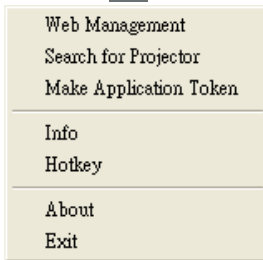 Web Management
Search for Projector
Make Application Token
Info
Hotkey
About
Exit